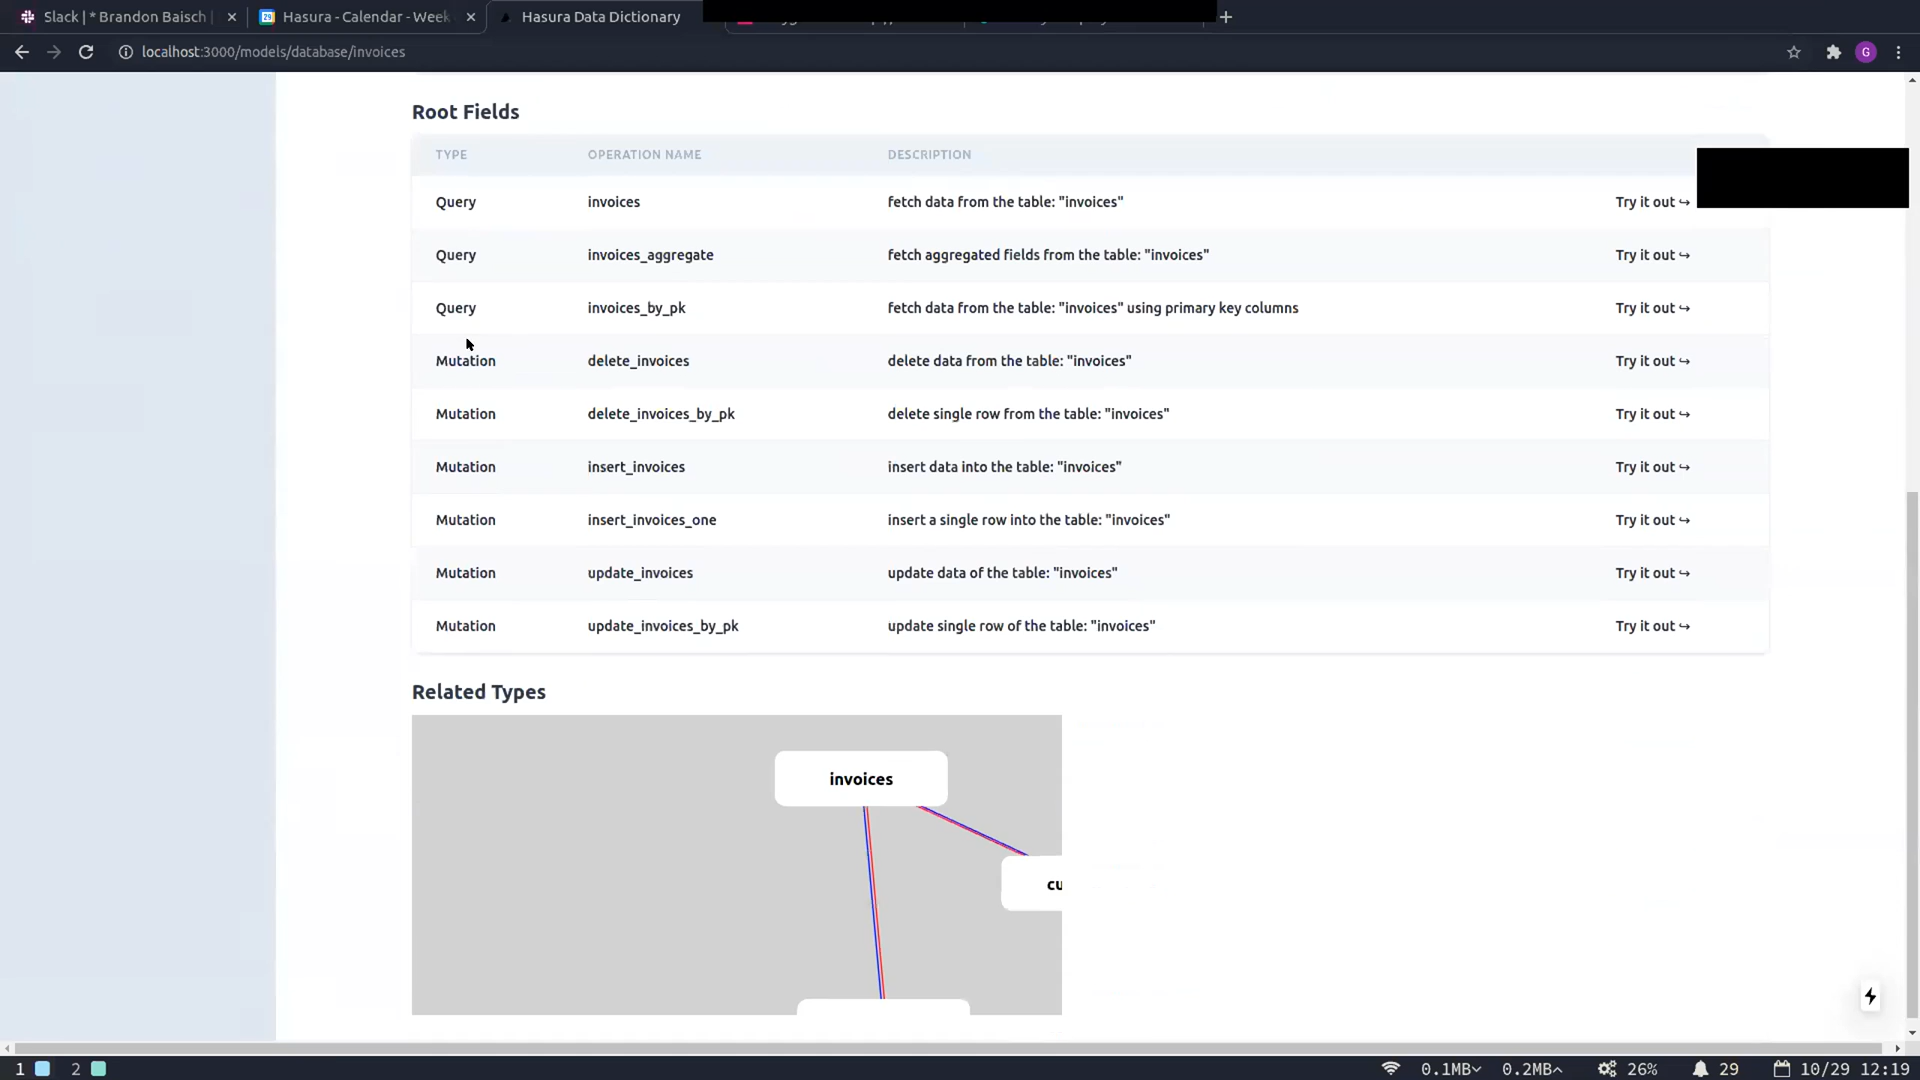 Slack | * Brandon Baisch | Hasura - Calendar - Week Hasura Data Dictionary
localhost:3000/models/database/invoices G
Root Fields
TYPE OPERATION NAME DESCRIPTION
Query invoices fetch data from the table: "invoices" Try it out ↪
Query invoices_aggregate fetch aggregated fields from the table: "invoices" Try it out ↪
Query invoices_by_pk fetch data from the table: "invoices" using primary key columns Try it out ↪
Mutation delete_invoices delete data from the table: "invoices" Try it out ↪
Mutation delete_invoices_by_pk delete single row from the table: "invoices" Try it out ↪
Mutation insert_invoices insert data into the table: "invoices" Try it out ↪
Mutation insert_invoices_one insert a single row into the table: "invoices" Try it out ↪
Mutation update_invoices update data of the table: "invoices" Try it out ↪
Mutation update_invoices_by_pk update single row of the table: "invoices" Try it out ↪
Related Types
invoices
cu
1 2 0.1MB 0.2MB 26% 29 10/29 12:19